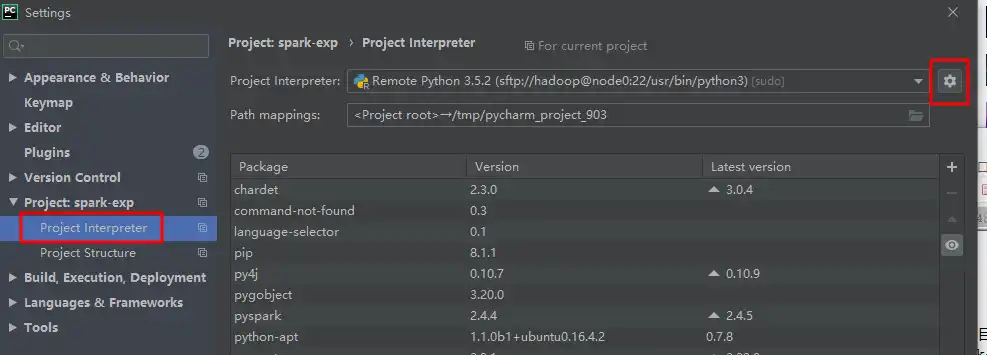 PC Settings
Project: spark-exp › Project Interpreter For current project
Appearance & Behavior
Keymap
Editor
Plugins 2
Version Control
Project: spark-exp
Project Interpreter
Project Structure
Build, Execution, Deployment
Languages & Frameworks
Tools
Project Interpreter: Remote Python 3.5.2 (sftp://hadoop@node0:22/usr/bin/python3) [sudo]
Path mappings: <Project root>→/tmp/pycharm_project_903
Package Version Latest version
chardet 2.3.0 3.0.4
command-not-found 0.3
language-selector 0.1
pip 8.1.1
py4j 0.10.7 0.10.9
pygobject 3.20.0
pyspark 2.4.4 2.4.5
python-apt 1.1.0b1+ubuntu0.16.4.2 0.7.8